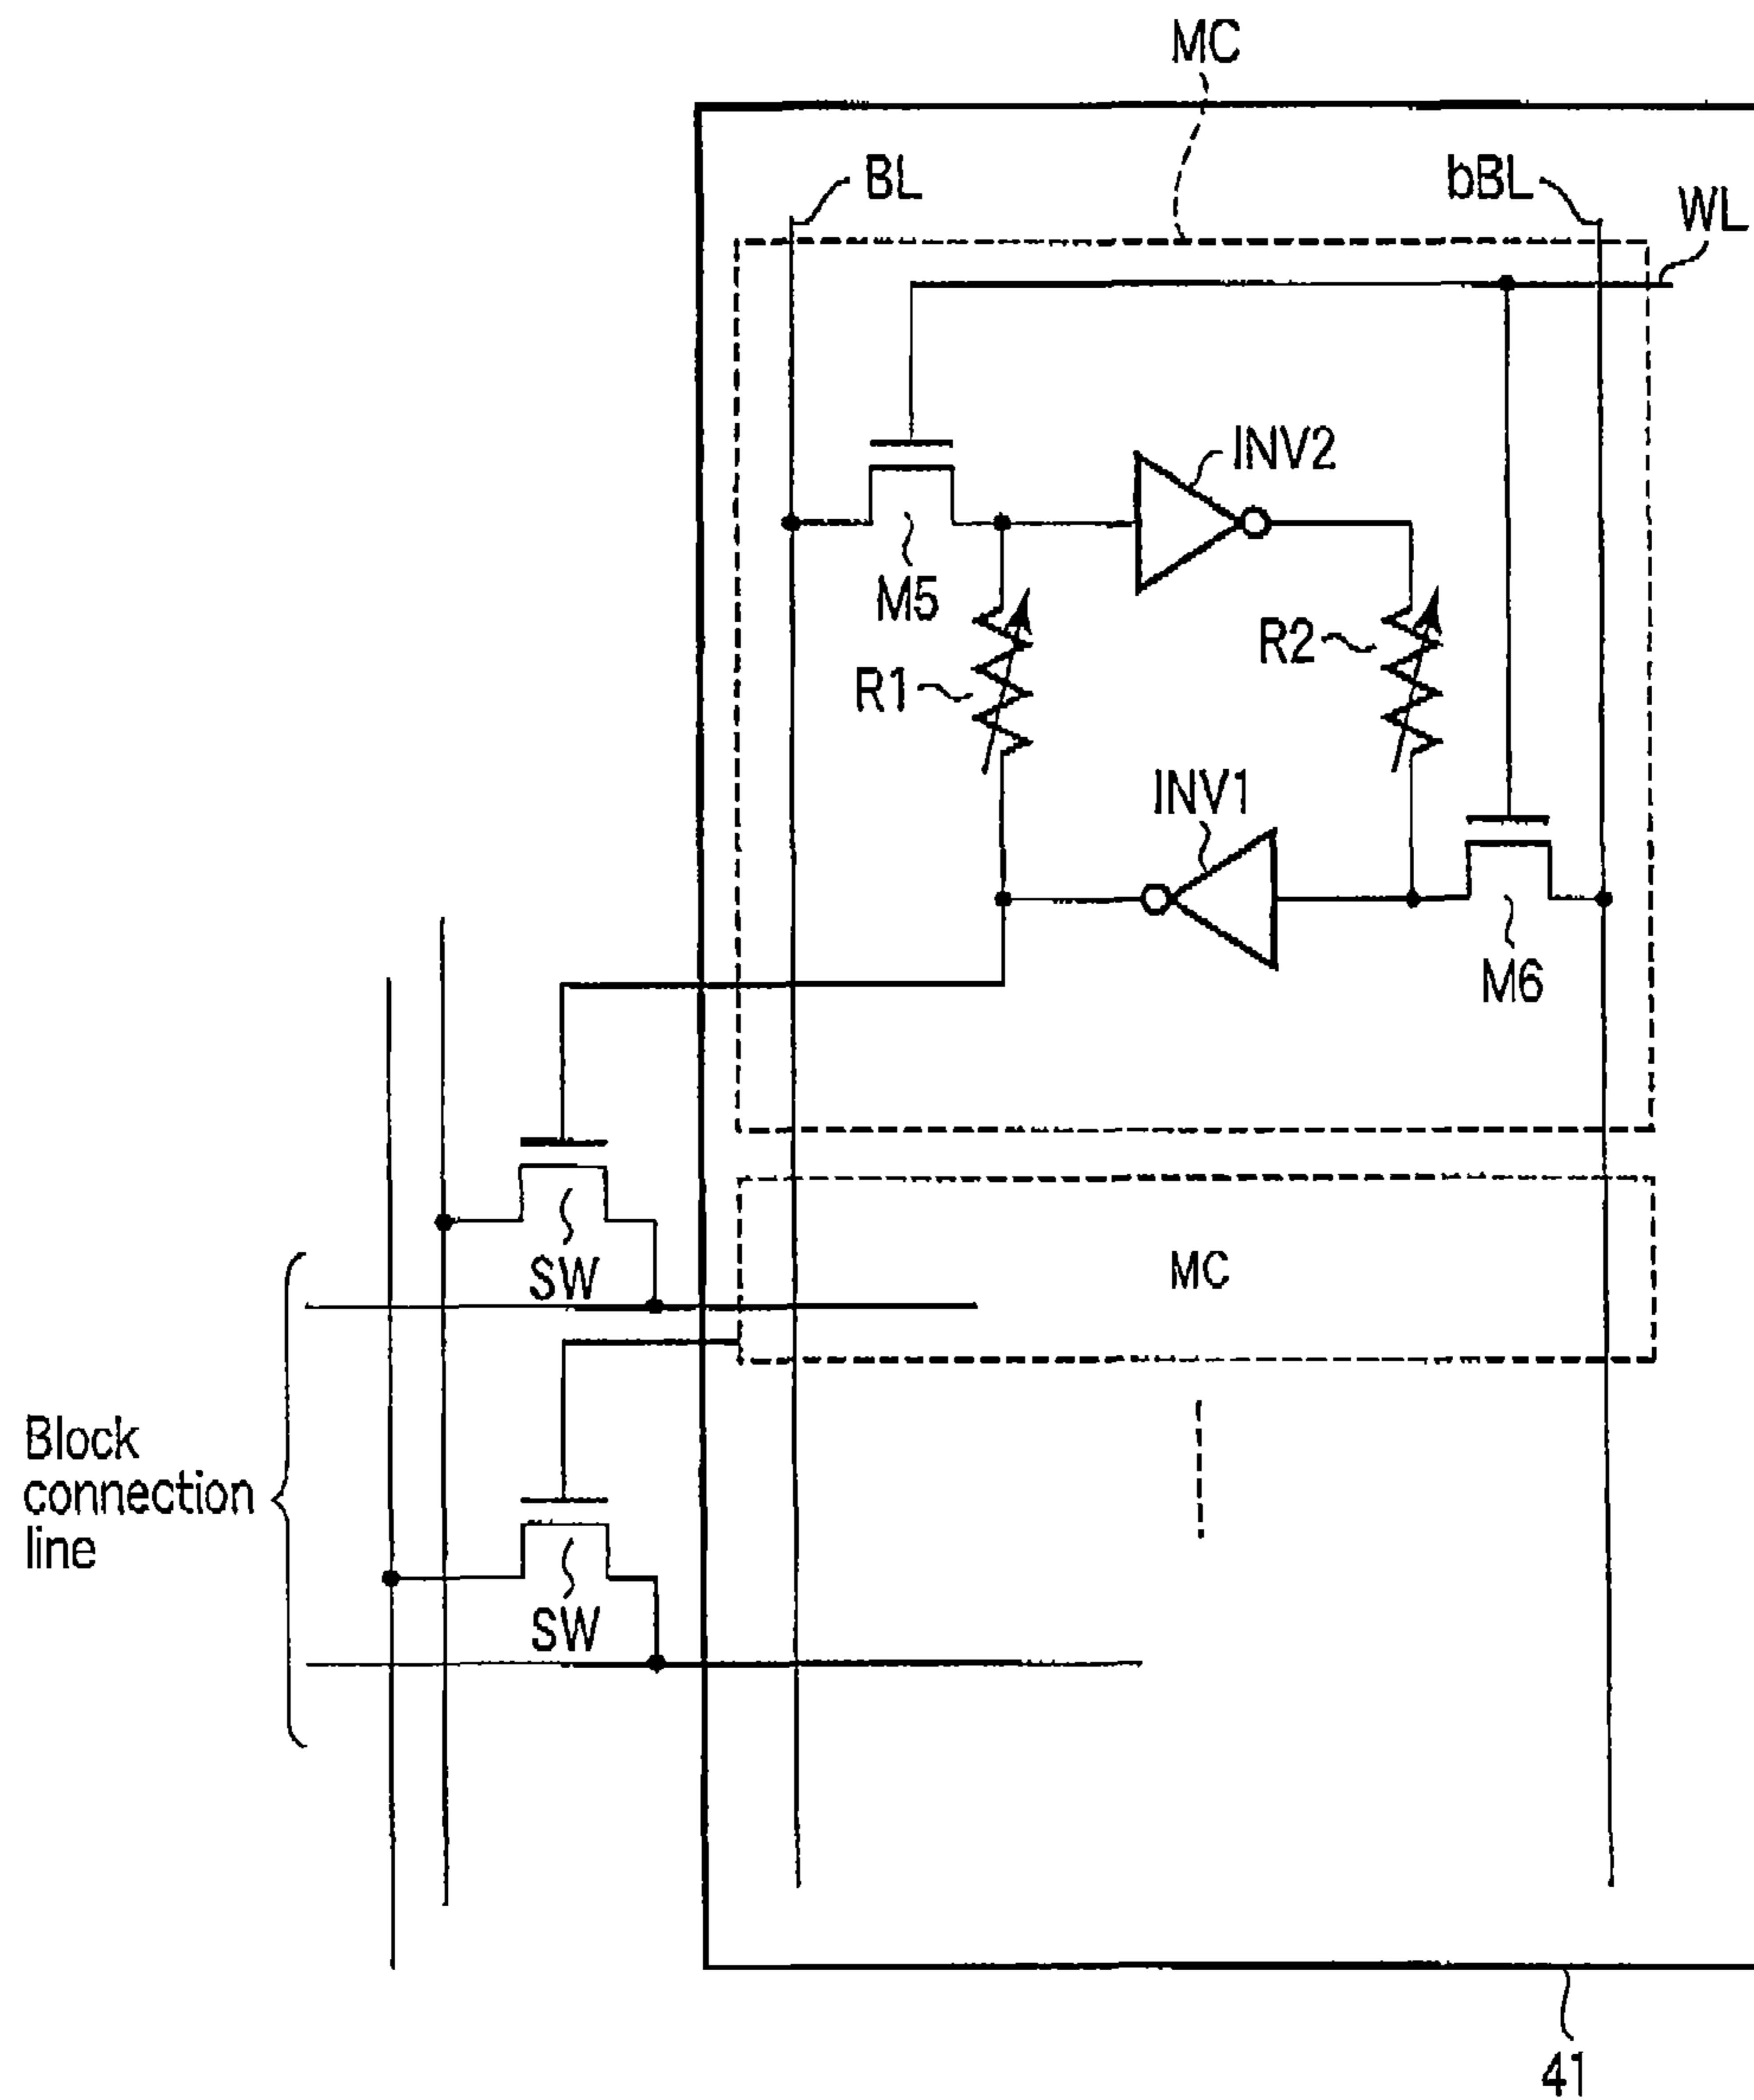 MC
BL
bBL
WL
INV2
M5
R2
R1
INV1
M6
SW
MC
Block
connection
line
SW
41